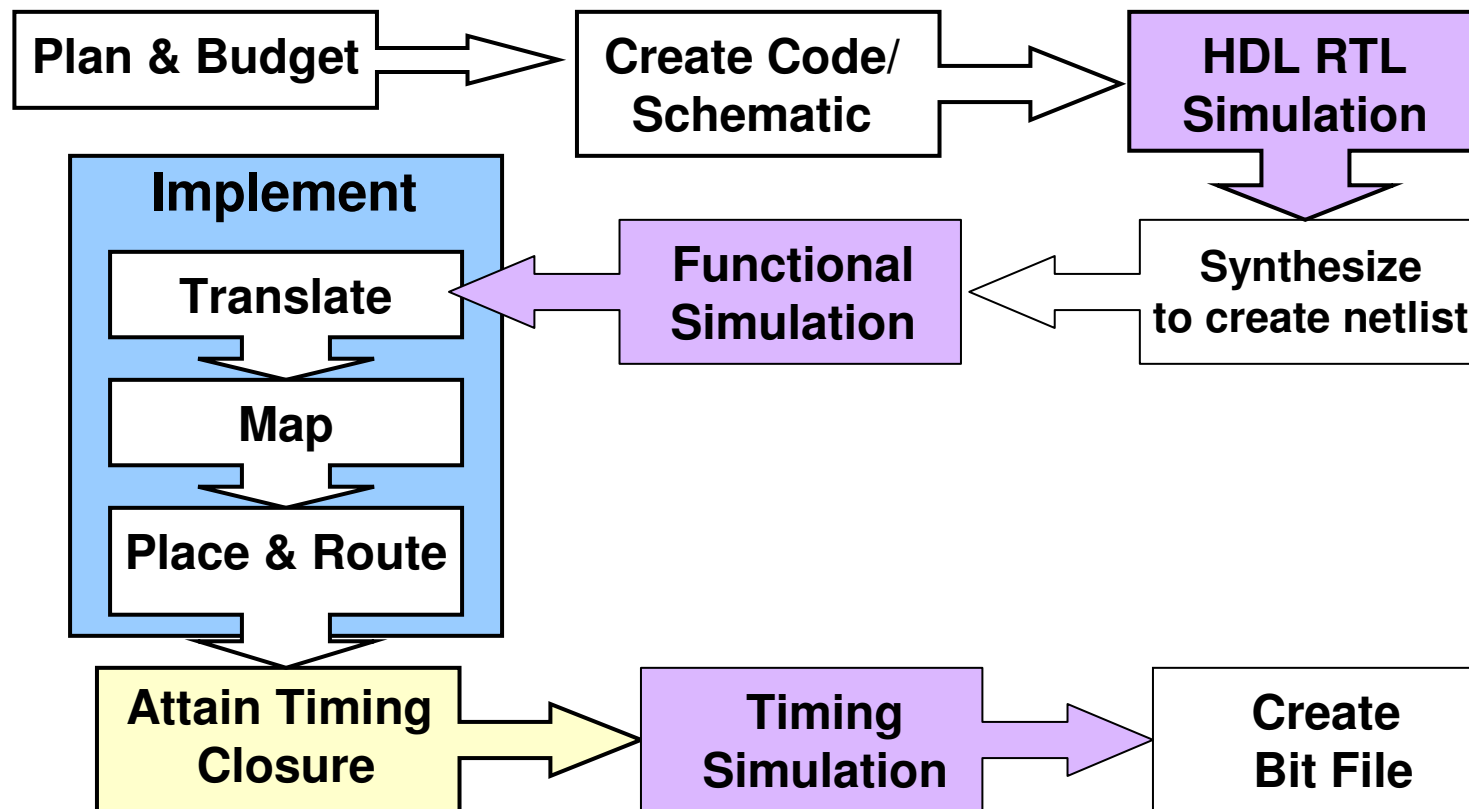 Plan & Budget
Create Code/
Schematic
HDL RTL
Simulation
Synthesize
to create netlist
Functional
Simulation
Implement
Translate
Map
Place & Route
Attain Timing
Closure
Timing
Simulation
Create
Bit File